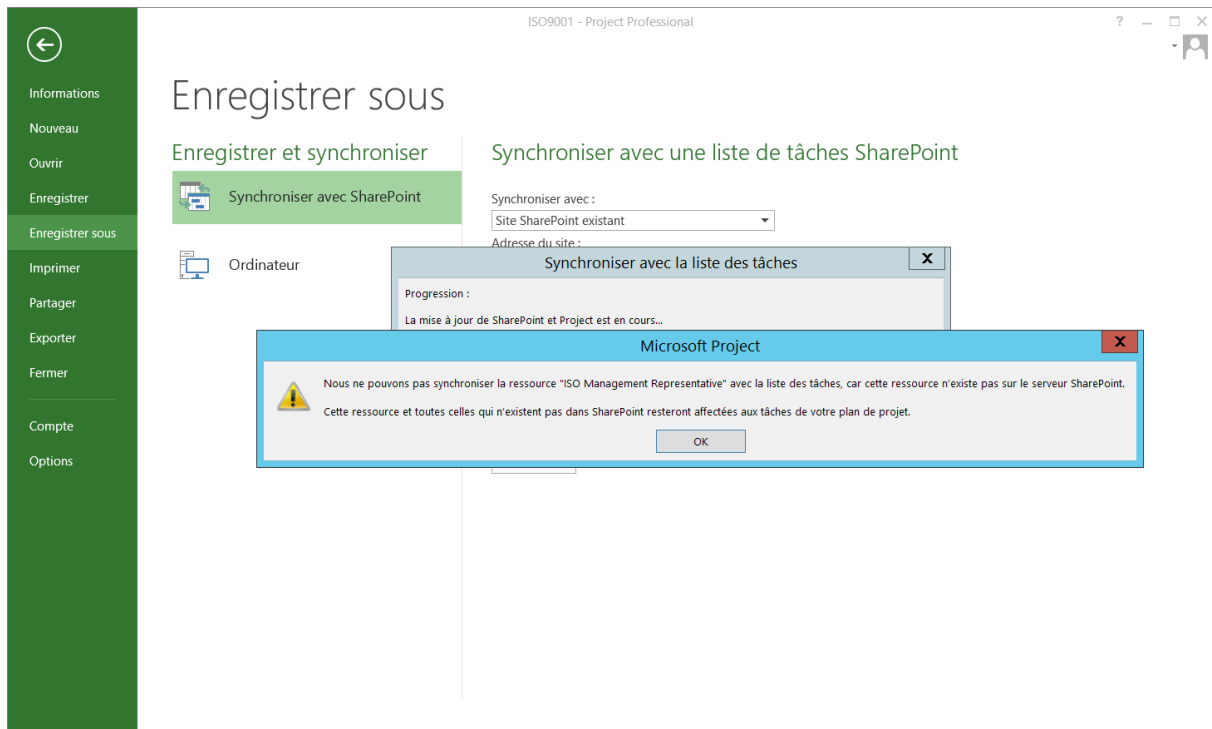 ISO9001 - Project Professional
?
Informations
Nouveau
Ouvrir
Enregistrer
Enregistrer sous
Imprimer
Partager
Exporter
Fermer
Compte
Options
Enregistrer sous
Enregistrer et synchroniser
Synchroniser avec SharePoint
Ordinateur
Synchroniser avec une liste de tâches SharePoint
Synchroniser avec :
Site SharePoint existant
Adresse du site :
Synchroniser avec la liste des tâches
X
Progression :
La mise à jour de SharePoint et Project est en cours...
Microsoft Project
X
Nous ne pouvons pas synchroniser la ressource "ISO Management Representative" avec la liste des tâches, car cette ressource n'existe pas sur le serveur SharePoint.
Cette ressource et toutes celles qui n'existent pas dans SharePoint resteront affectées aux tâches de votre plan de projet.
OK